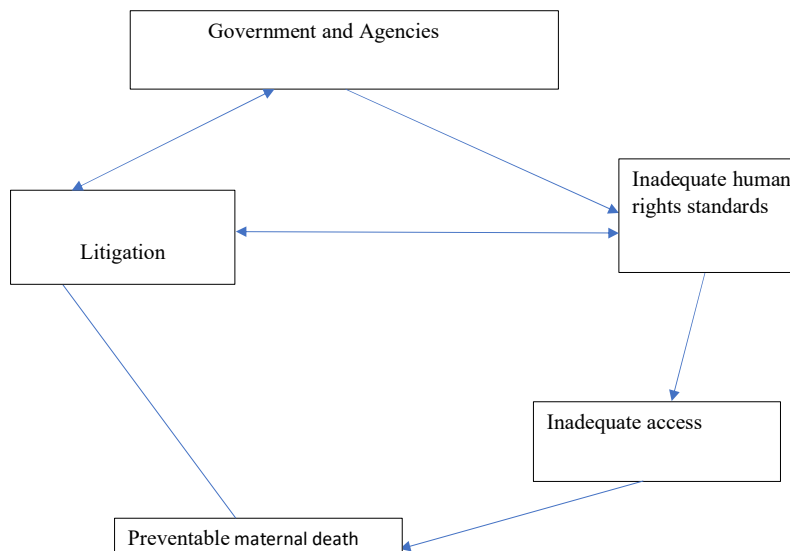 Government and Agencies
Inadequate human
rights standards
Litigation
Inadequate access
Preventable maternal death